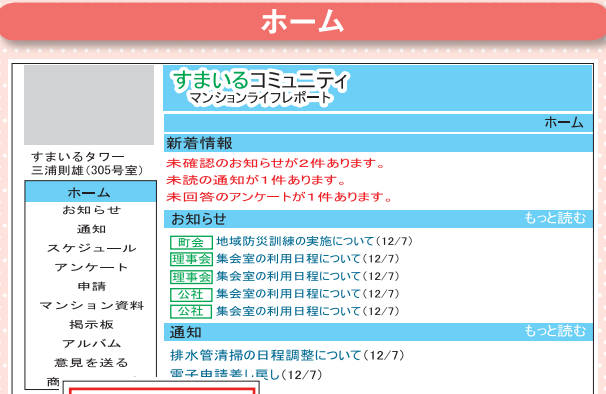 ホーム
すまいるコミュニティ
マンションライフレポート
ホーム
すまいるタワー
三浦則雄(305号室)
ホーム
お知らせ
通知
スケジュール
アンケート
申請
マンション資料
掲示板
アルバム
意見を送る
商
新着情報
未確認のお知らせが2件あります。
未読の通知が1件あります。
未回答のアンケートが1件あります。
お知らせ もっと読む
町会 地域防災訓練の実施について(12/7)
理事会 集会室の利用日程について(12/7)
理事会 集会室の利用日程について(12/7)
公社 集会室の利用日程について(12/7)
公社 集会室の利用日程について(12/7)
通知 もっと読む
排水管清掃の日程調整について(12/7)
電子申請差し戻し(12/7)